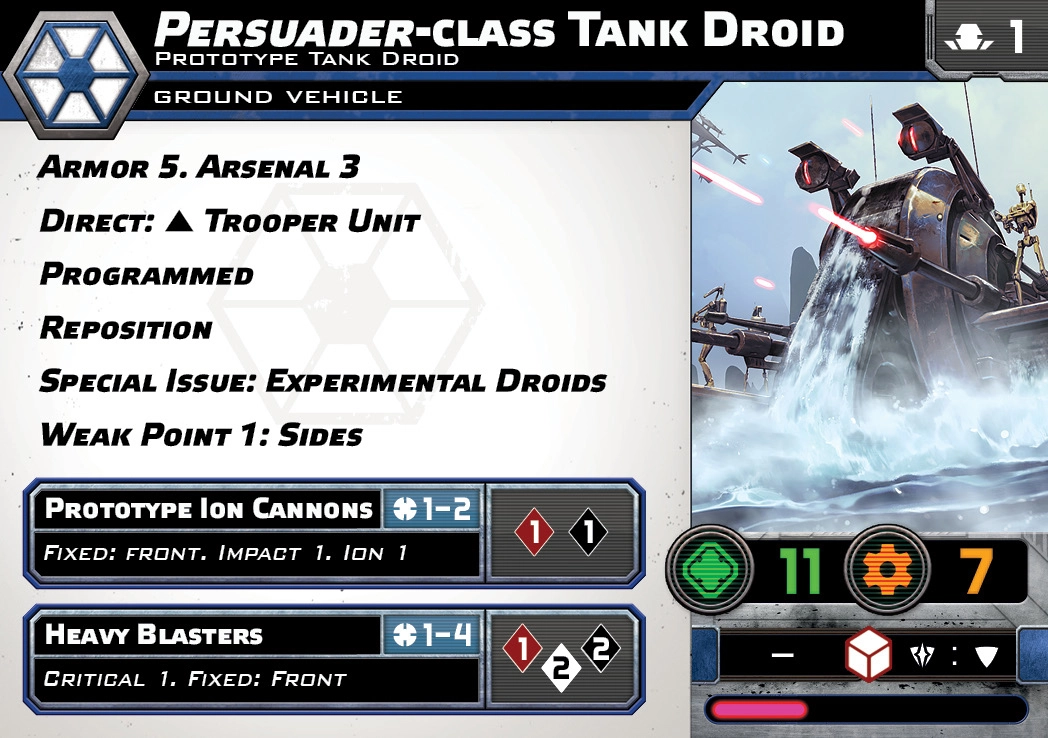 Persuader-class Tank Droid
Prototype Tank Droid
1
Ground Vehicle
Armor 5. Arsenal 3
Direct: ▲ Trooper Unit
Programmed
Reposition
Special Issue: Experimental Droids
Weak Point 1: Sides
Prototype Ion Cannons 1–2
1 1
Fixed: front. Impact 1. Ion 1
11 7
Heavy Blasters 1–4
1 2 2
Critical 1. Fixed: Front
– :